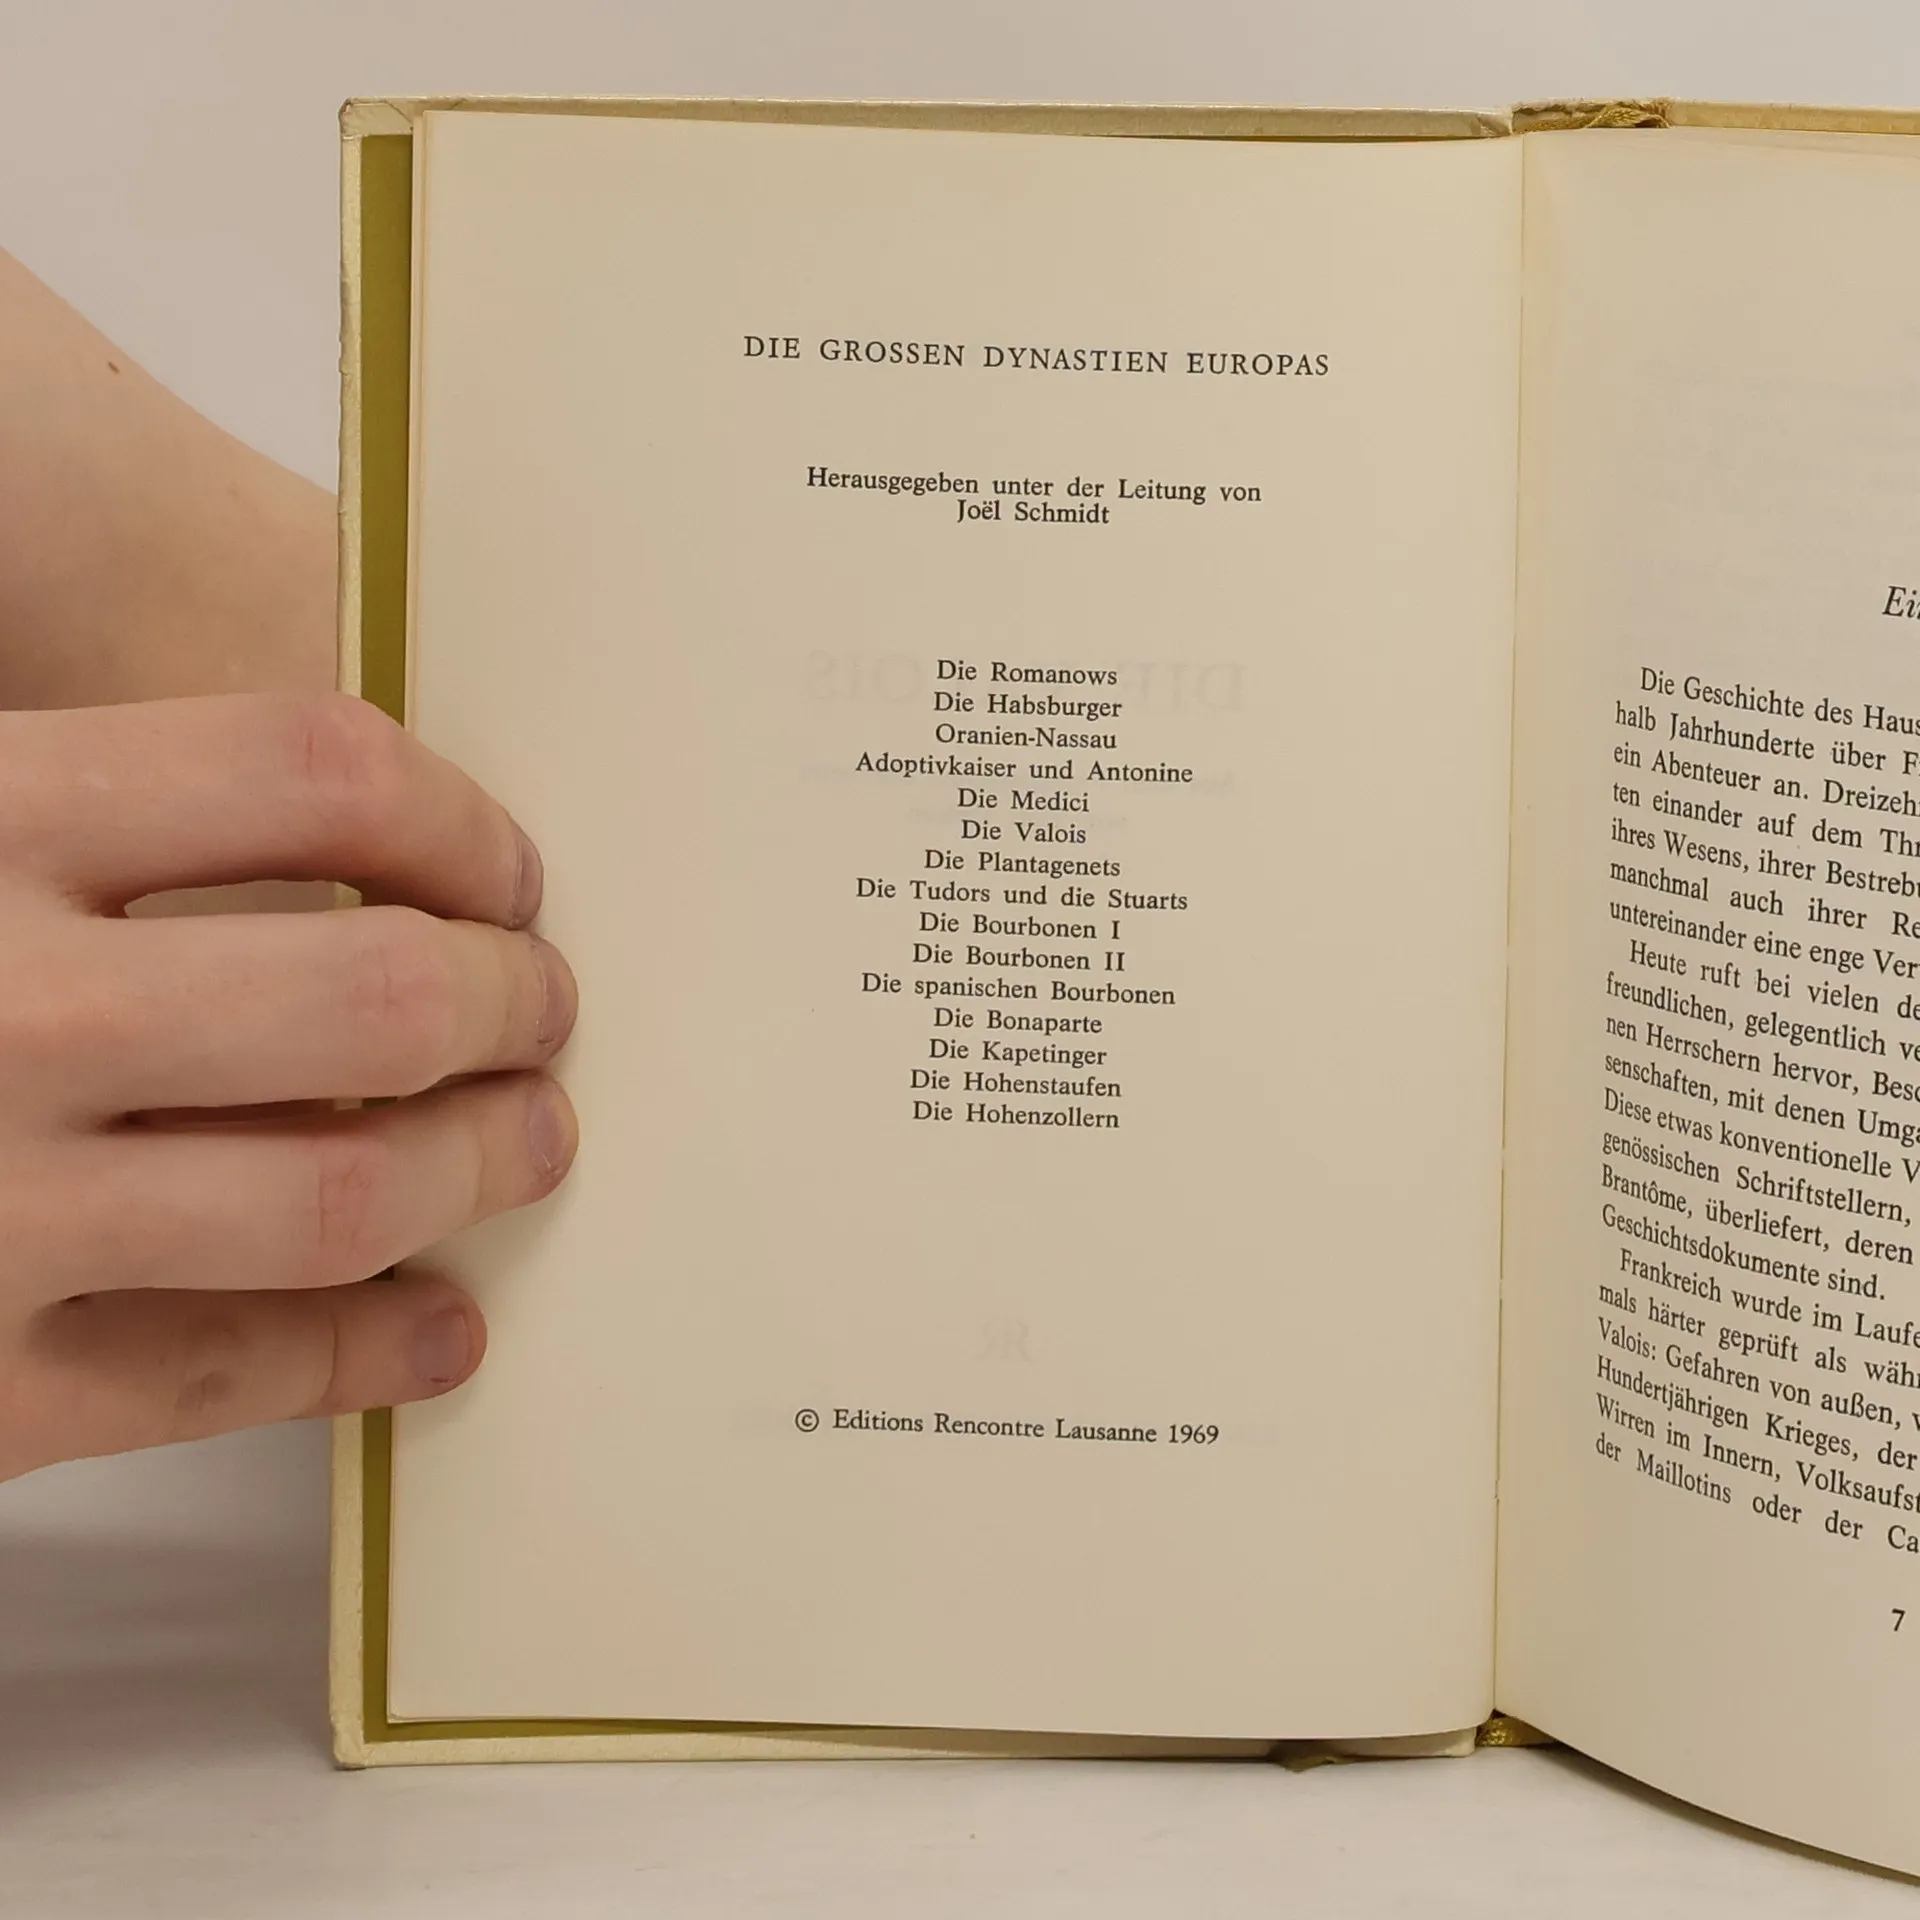 DIE GROSSEN DYNASTIEN EUROPAS
Herausgegeben unter der Leitung von
Joël Schmidt
Die Romanows
Die Habsburger
Oranien-Nassau
Adoptivkaiser und Antonine
Die Medici
Die Valois
Die Plantagenets
Die Tudors und die Stuarts
Die Bourbonen I
Die Bourbonen II
Die spanischen Bourbonen
Die Bonaparte
Die Kapetinger
Die Hohenstaufen
Die Hohenzollern
© Editions Rencontre Lausanne 1969
Die Geschichte des
halb Jahrhunderte über
ein Abenteuer an.
ten einander auf dem
ihres Wesens, ihrer
manchmal auch ihrer
untereinander eine enge
Heute ruft bei vielen
freundlichen, gelegentlich
nen Herrschern hervor,
senschaften, mit denen
Diese etwas konventionelle
genössischen Schriftstellern,
Brantôme, überliefert, deren
Geschichtsdokumente sind.
Frankreich wurde im
mals härter geprüft als
Valois: Gefahren von außen,
Hundertjährigen Krieges, der
Wirren im Innern,
der Maillotins oder der
7